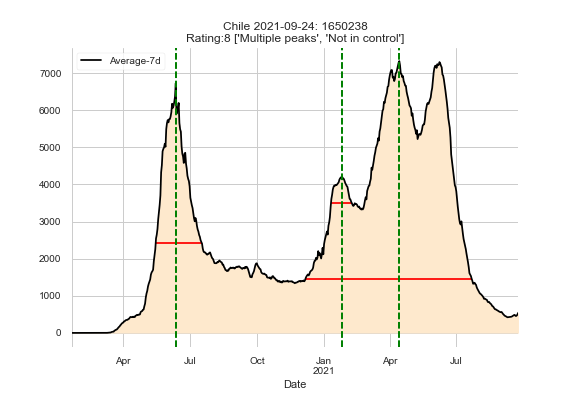 Chile 2021-09-24: 1650238
Rating:8 ['Multiple peaks', 'Not in control']
Average-7d
7000
6000
5000
4000
3000
2000
1000
0
Apr Jul Oct Jan Apr Jul
2021
Date